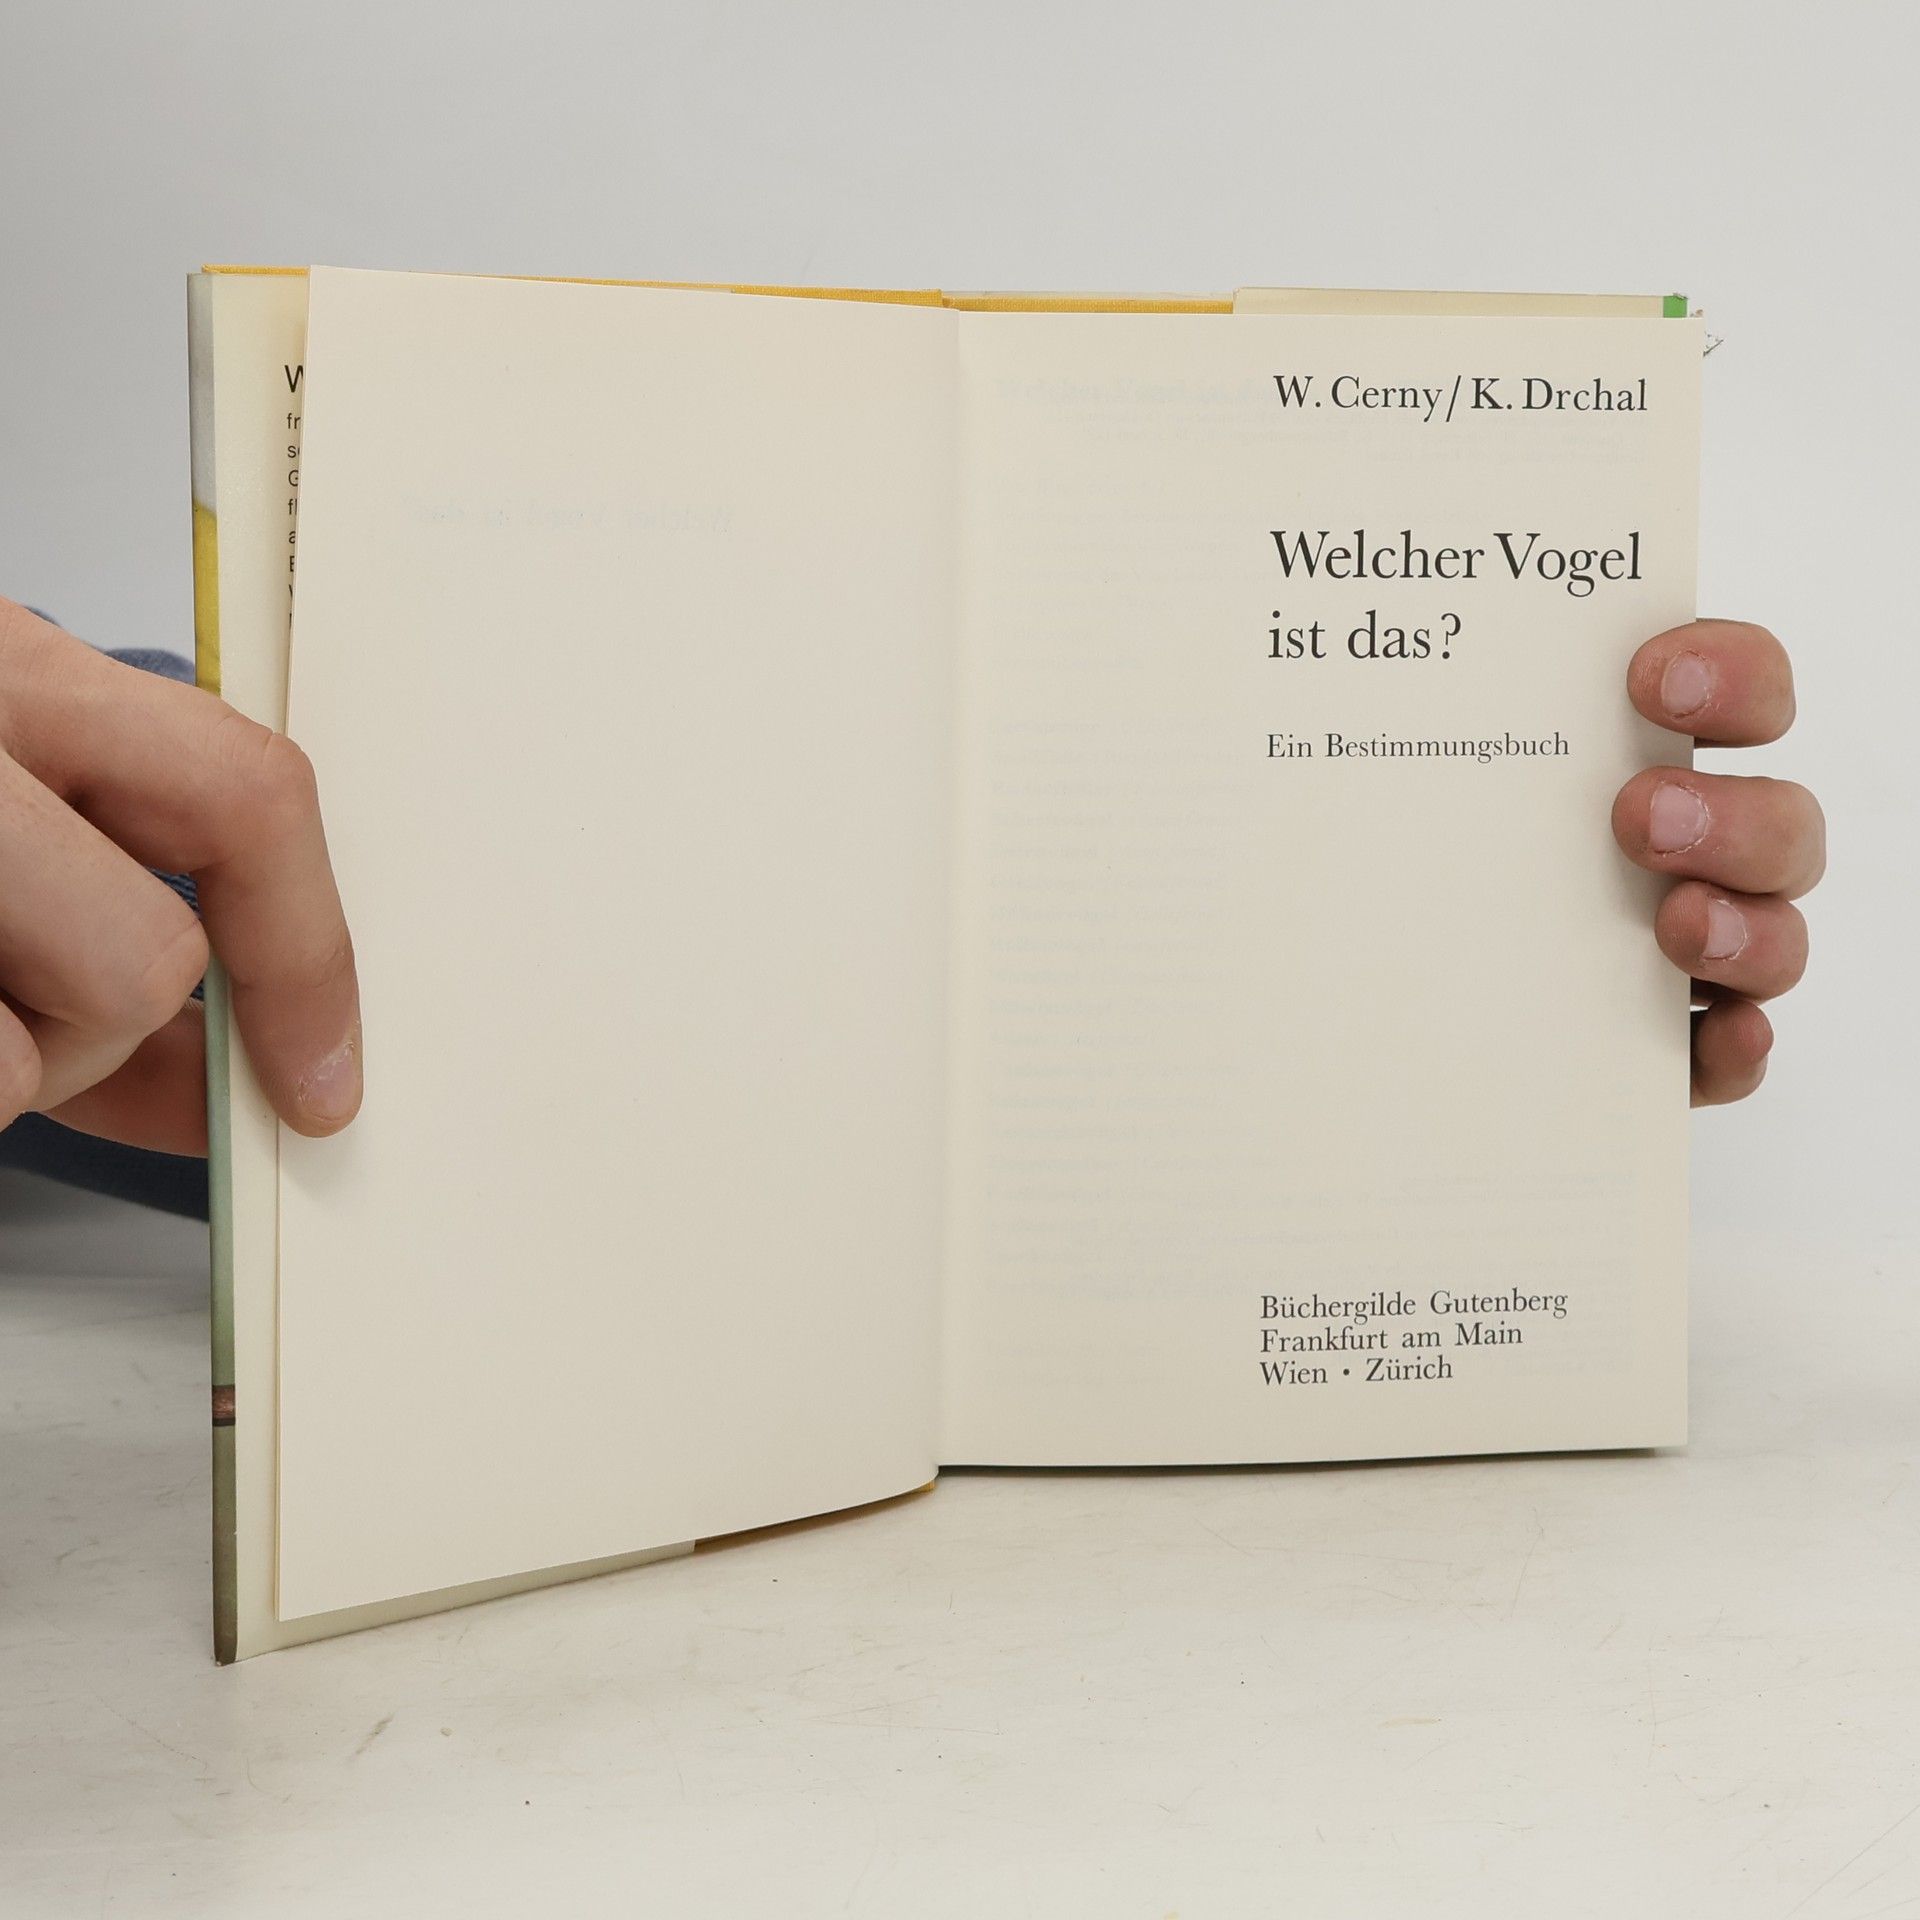 W. Cerny/K. Drchal
Welcher Vogel
ist das?
Ein Bestimmungsbuch
Büchergilde Gutenberg
Frankfurt am Main
Wien • Zürich